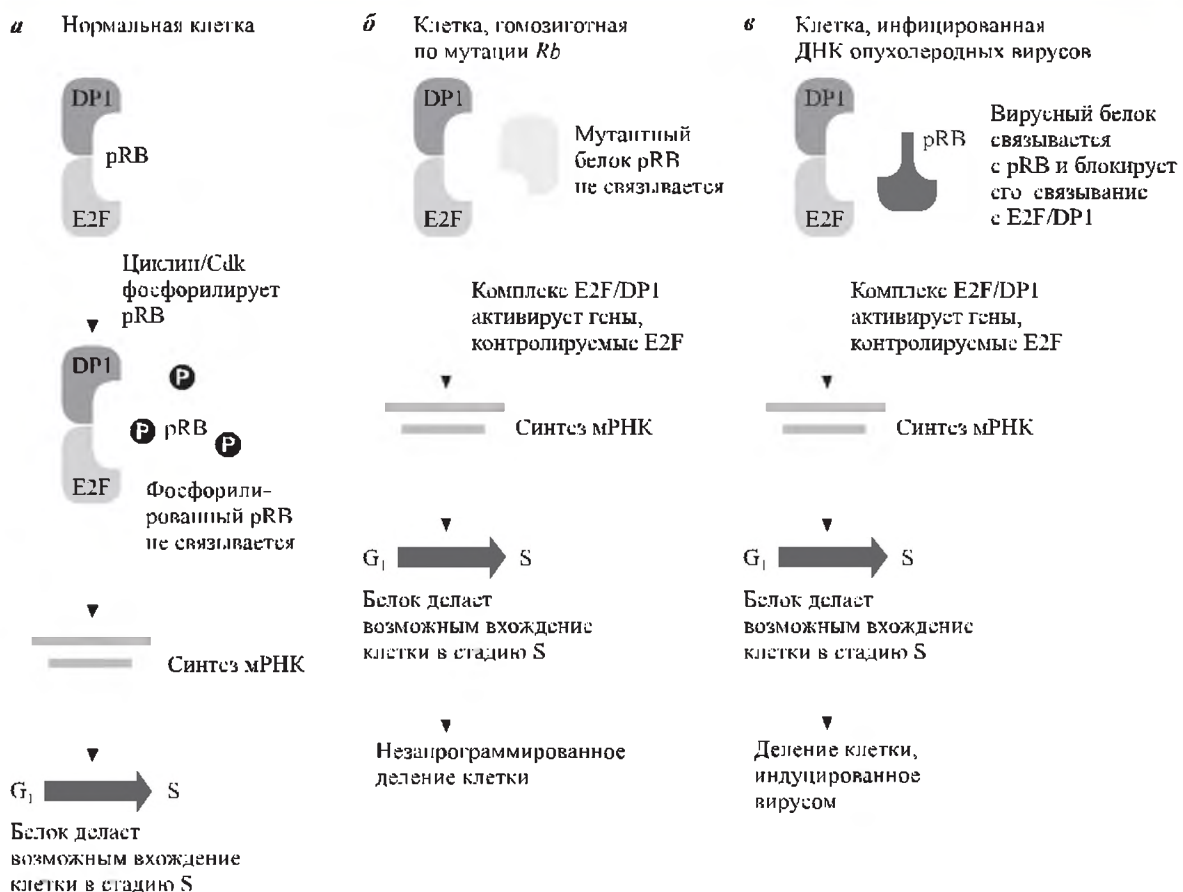 а Нормальная клетка
DP1
pRB
E2F
Циклин/Cdk
фосфорилирует
pRB
DP1
P
P pRB P
E2F
Фосфорили-
рованный pRB
не связывается
Синтез мРНК
G1 S
Белок делает
возможным вхождение
клетки в стадию S
б Клетка, гомозиготная
по мутации Rb
DP1
E2F
Мутантный
белок pRB
не связывается
Комплекс E2F/DP1
активирует гены,
контролируемые E2F
Синтез мРНК
G1 S
Белок делает
возможным вхождение
клетки в стадию S
Незапрограммированное
деление клетки
в Клетка, инфицированная
ДНК опухолеродных вирусов
DP1
pRB
E2F
Вирусный белок
связывается
с pRB и блокирует
его связывание
с E2F/DP1
Комплекс E2F/DP1
активирует гены,
контролируемые E2F
Синтез мРНК
G1 S
Белок делает
возможным вхождение
клетки в стадию S
Деление клетки,
индуцированное
вирусом